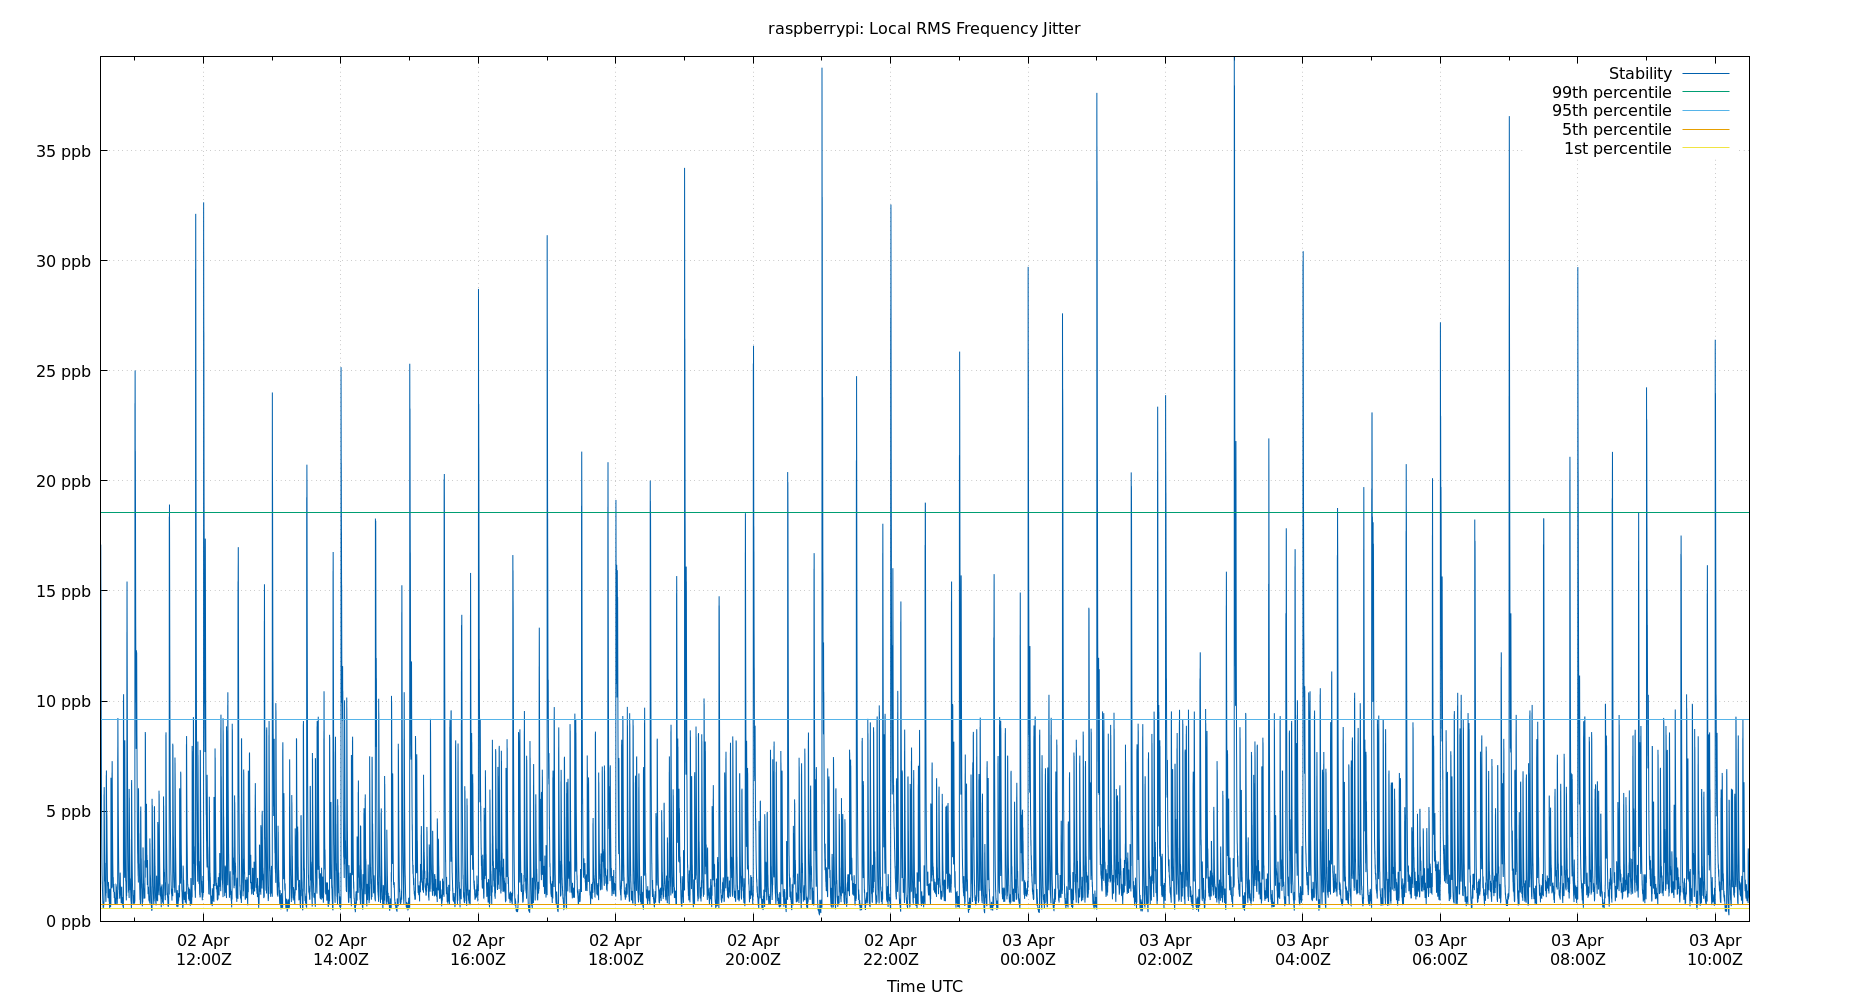 raspberrypi: Local RMS Frequency Jitter
Stability
99th percentile
95th percentile
5th percentile
1st percentile
35 ppb
30 ppb
25 ppb
20 ppb
15 ppb
10 ppb
5 ppb
0 ppb
02 Apr 02 Apr 02 Apr 02 Apr 02 Apr 02 Apr 03 Apr 03 Apr 03 Apr 03 Apr 03 Apr 03 Apr
12:00Z 14:00Z 16:00Z 18:00Z 20:00Z 22:00Z 00:00Z 02:00Z 04:00Z 06:00Z 08:00Z 10:00Z
Time UTC